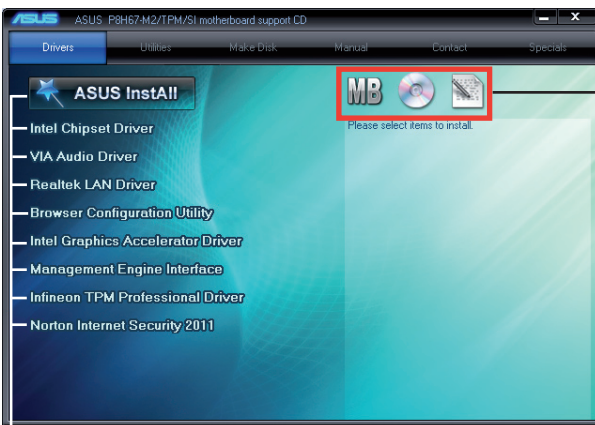 ASUS ASUS P8H67-M2/TPM/SI motherboard support CD
Drivers Utilities Make Disk Manual Contact Specials
ASUS InstAll
MB
Please select items to install.
Intel Chipset Driver
VIA Audio Driver
Realtek LAN Driver
Browser Configuration Utility
Intel Graphics Accelerator Driver
Management Engine Interface
Infineon TPM Professional Driver
Norton Internet Security 2011